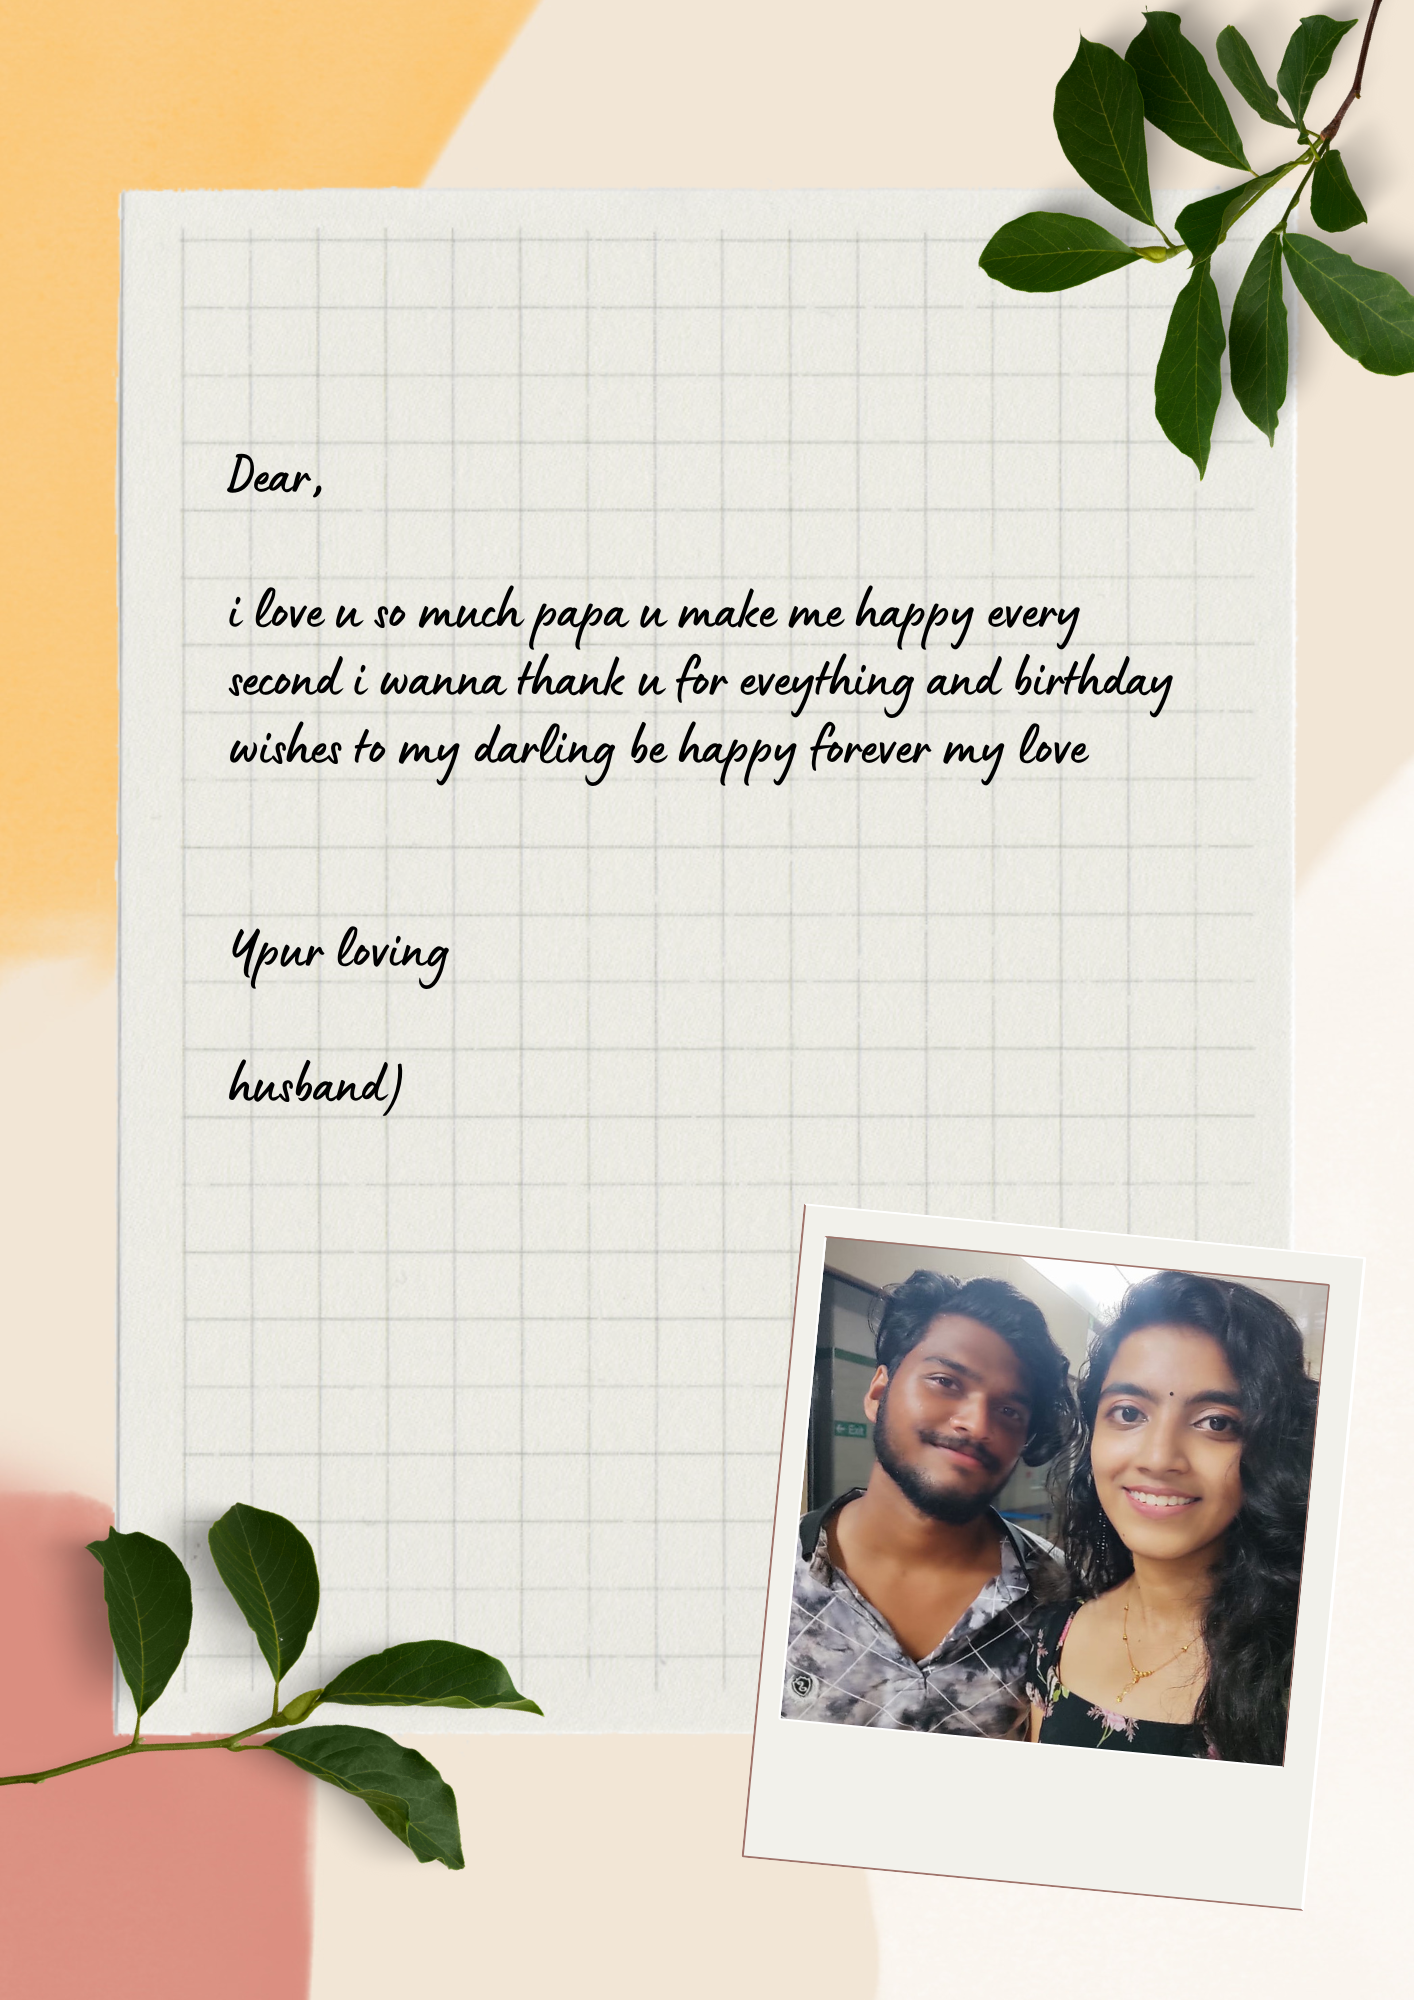 Dear,
i love u so much papa u make me happy every
second i wanna thank u for eveything and birthday
wishes to my darling be happy forever my love
Ypur loving
husband)
← Exit